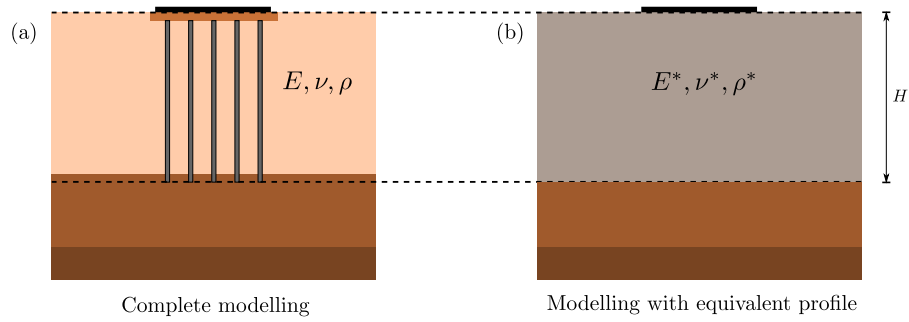 (a)
(b)
E, ν, ρ
E*, ν*, ρ*
H
Complete modelling
Modelling with equivalent profile